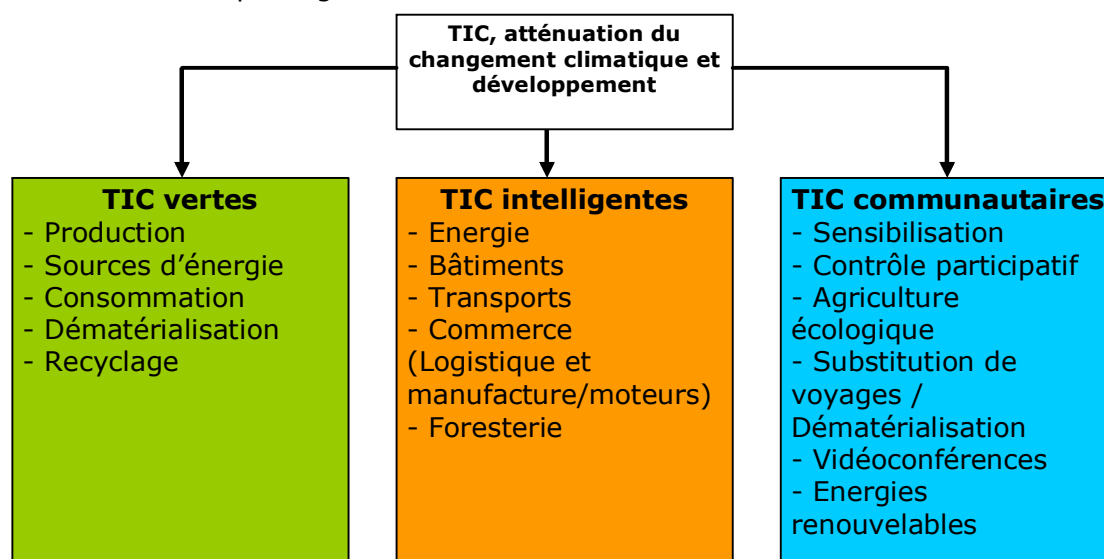 TIC, atténuation du
changement climatique et
développement
TIC vertes
- Production
- Sources d’énergie
- Consommation
- Dématérialisation
- Recyclage
TIC intelligentes
- Energie
- Bâtiments
- Transports
- Commerce
(Logistique et
manufacture/moteurs)
- Foresterie
TIC communautaires
- Sensibilisation
- Contrôle participatif
- Agriculture
écologique
- Substitution de
voyages /
Dématérialisation
- Vidéoconférences
- Energies
renouvelables